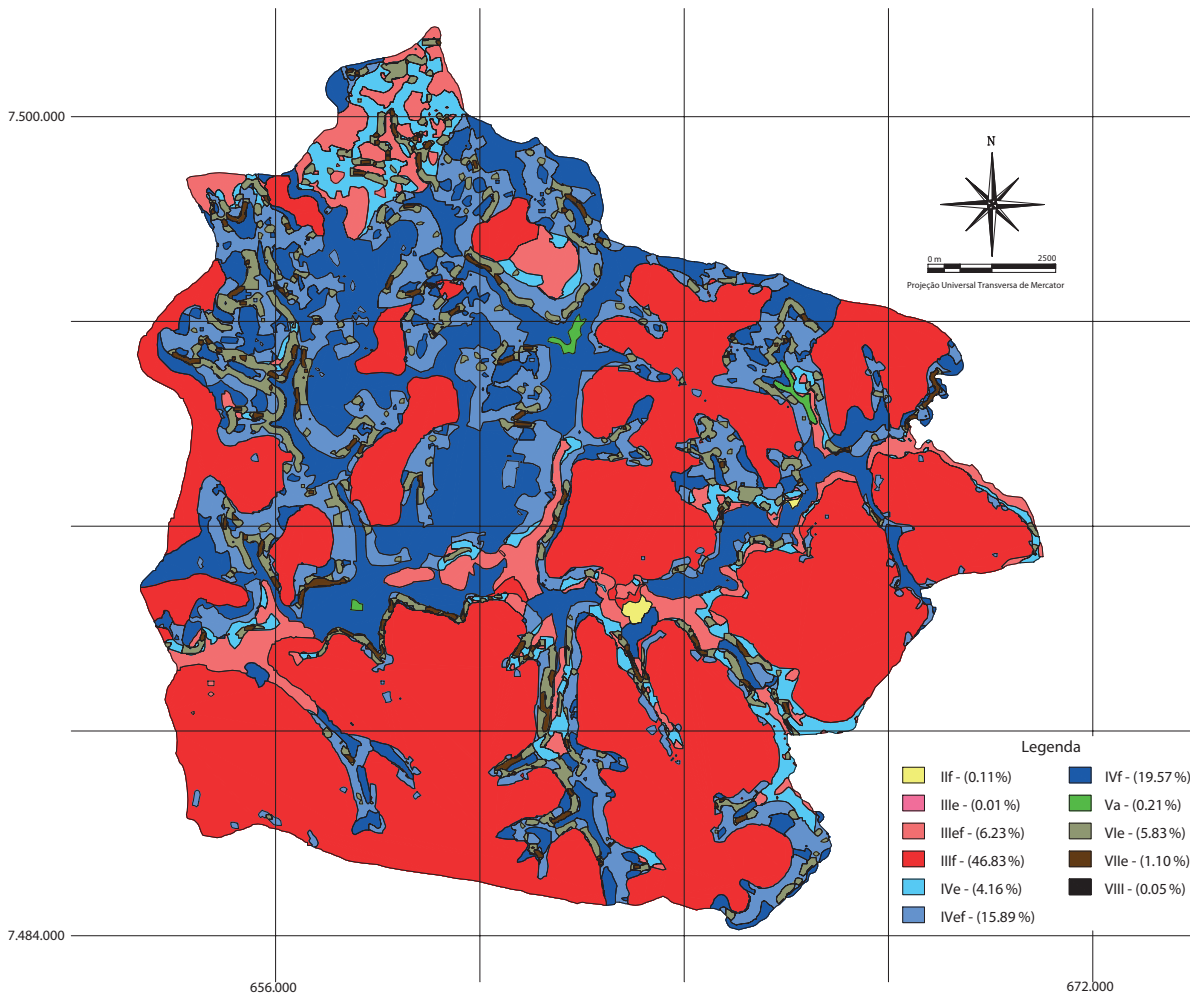 7.500.000
N
0 m 2500
Projeção Universal Transversa de Mercator
Legenda
IIf - (0.11%)
IIIe - (0.01 %)
IIIef - (6.23 %)
IIIf - (46.83 %)
IVe - (4.16 %)
IVef - (15.89 %)
IVf - (19.57 %)
Va - (0.21 %)
VIe - (5.83 %)
VIIe - (1.10 %)
VIII - (0.05 %)
7.484.000
656.000
672.000